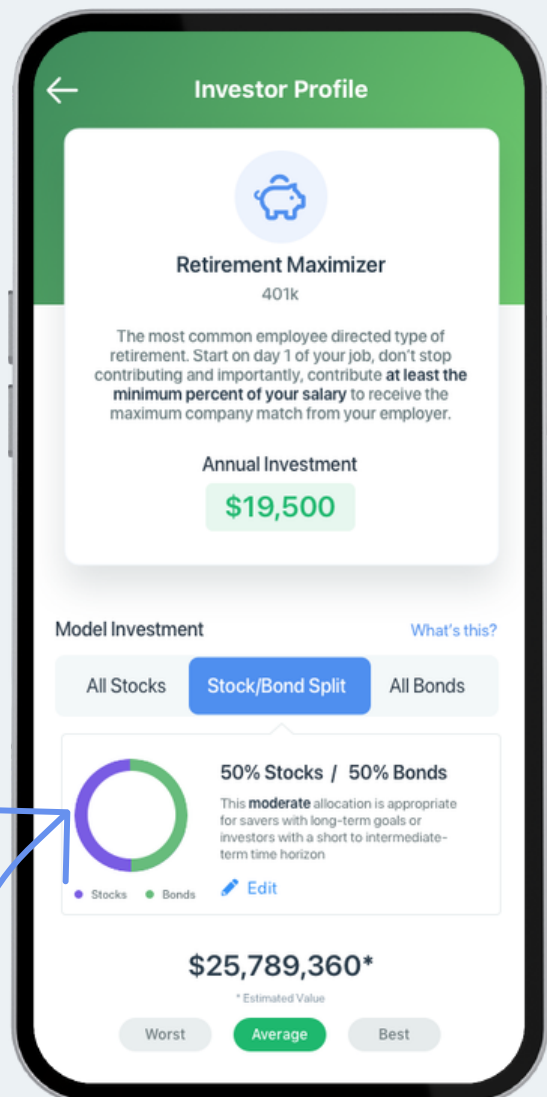 Investor Profile
Retirement Maximizer
401k
The most common employee directed type of
retirement. Start on day 1 of your job, don't stop
contributing and importantly, contribute at least the
minimum percent of your salary to receive the
maximum company match from your employer.
Annual Investment
$19,500
Model Investment What's this?
All Stocks Stock/Bond Split All Bonds
50% Stocks / 50% Bonds
This moderate allocation is appropriate
for savers with long-term goals or
investors with a short to intermediate-
term time horizon
Stocks Bonds
Edit
$25,789,360*
* Estimated Value
Worst Average Best